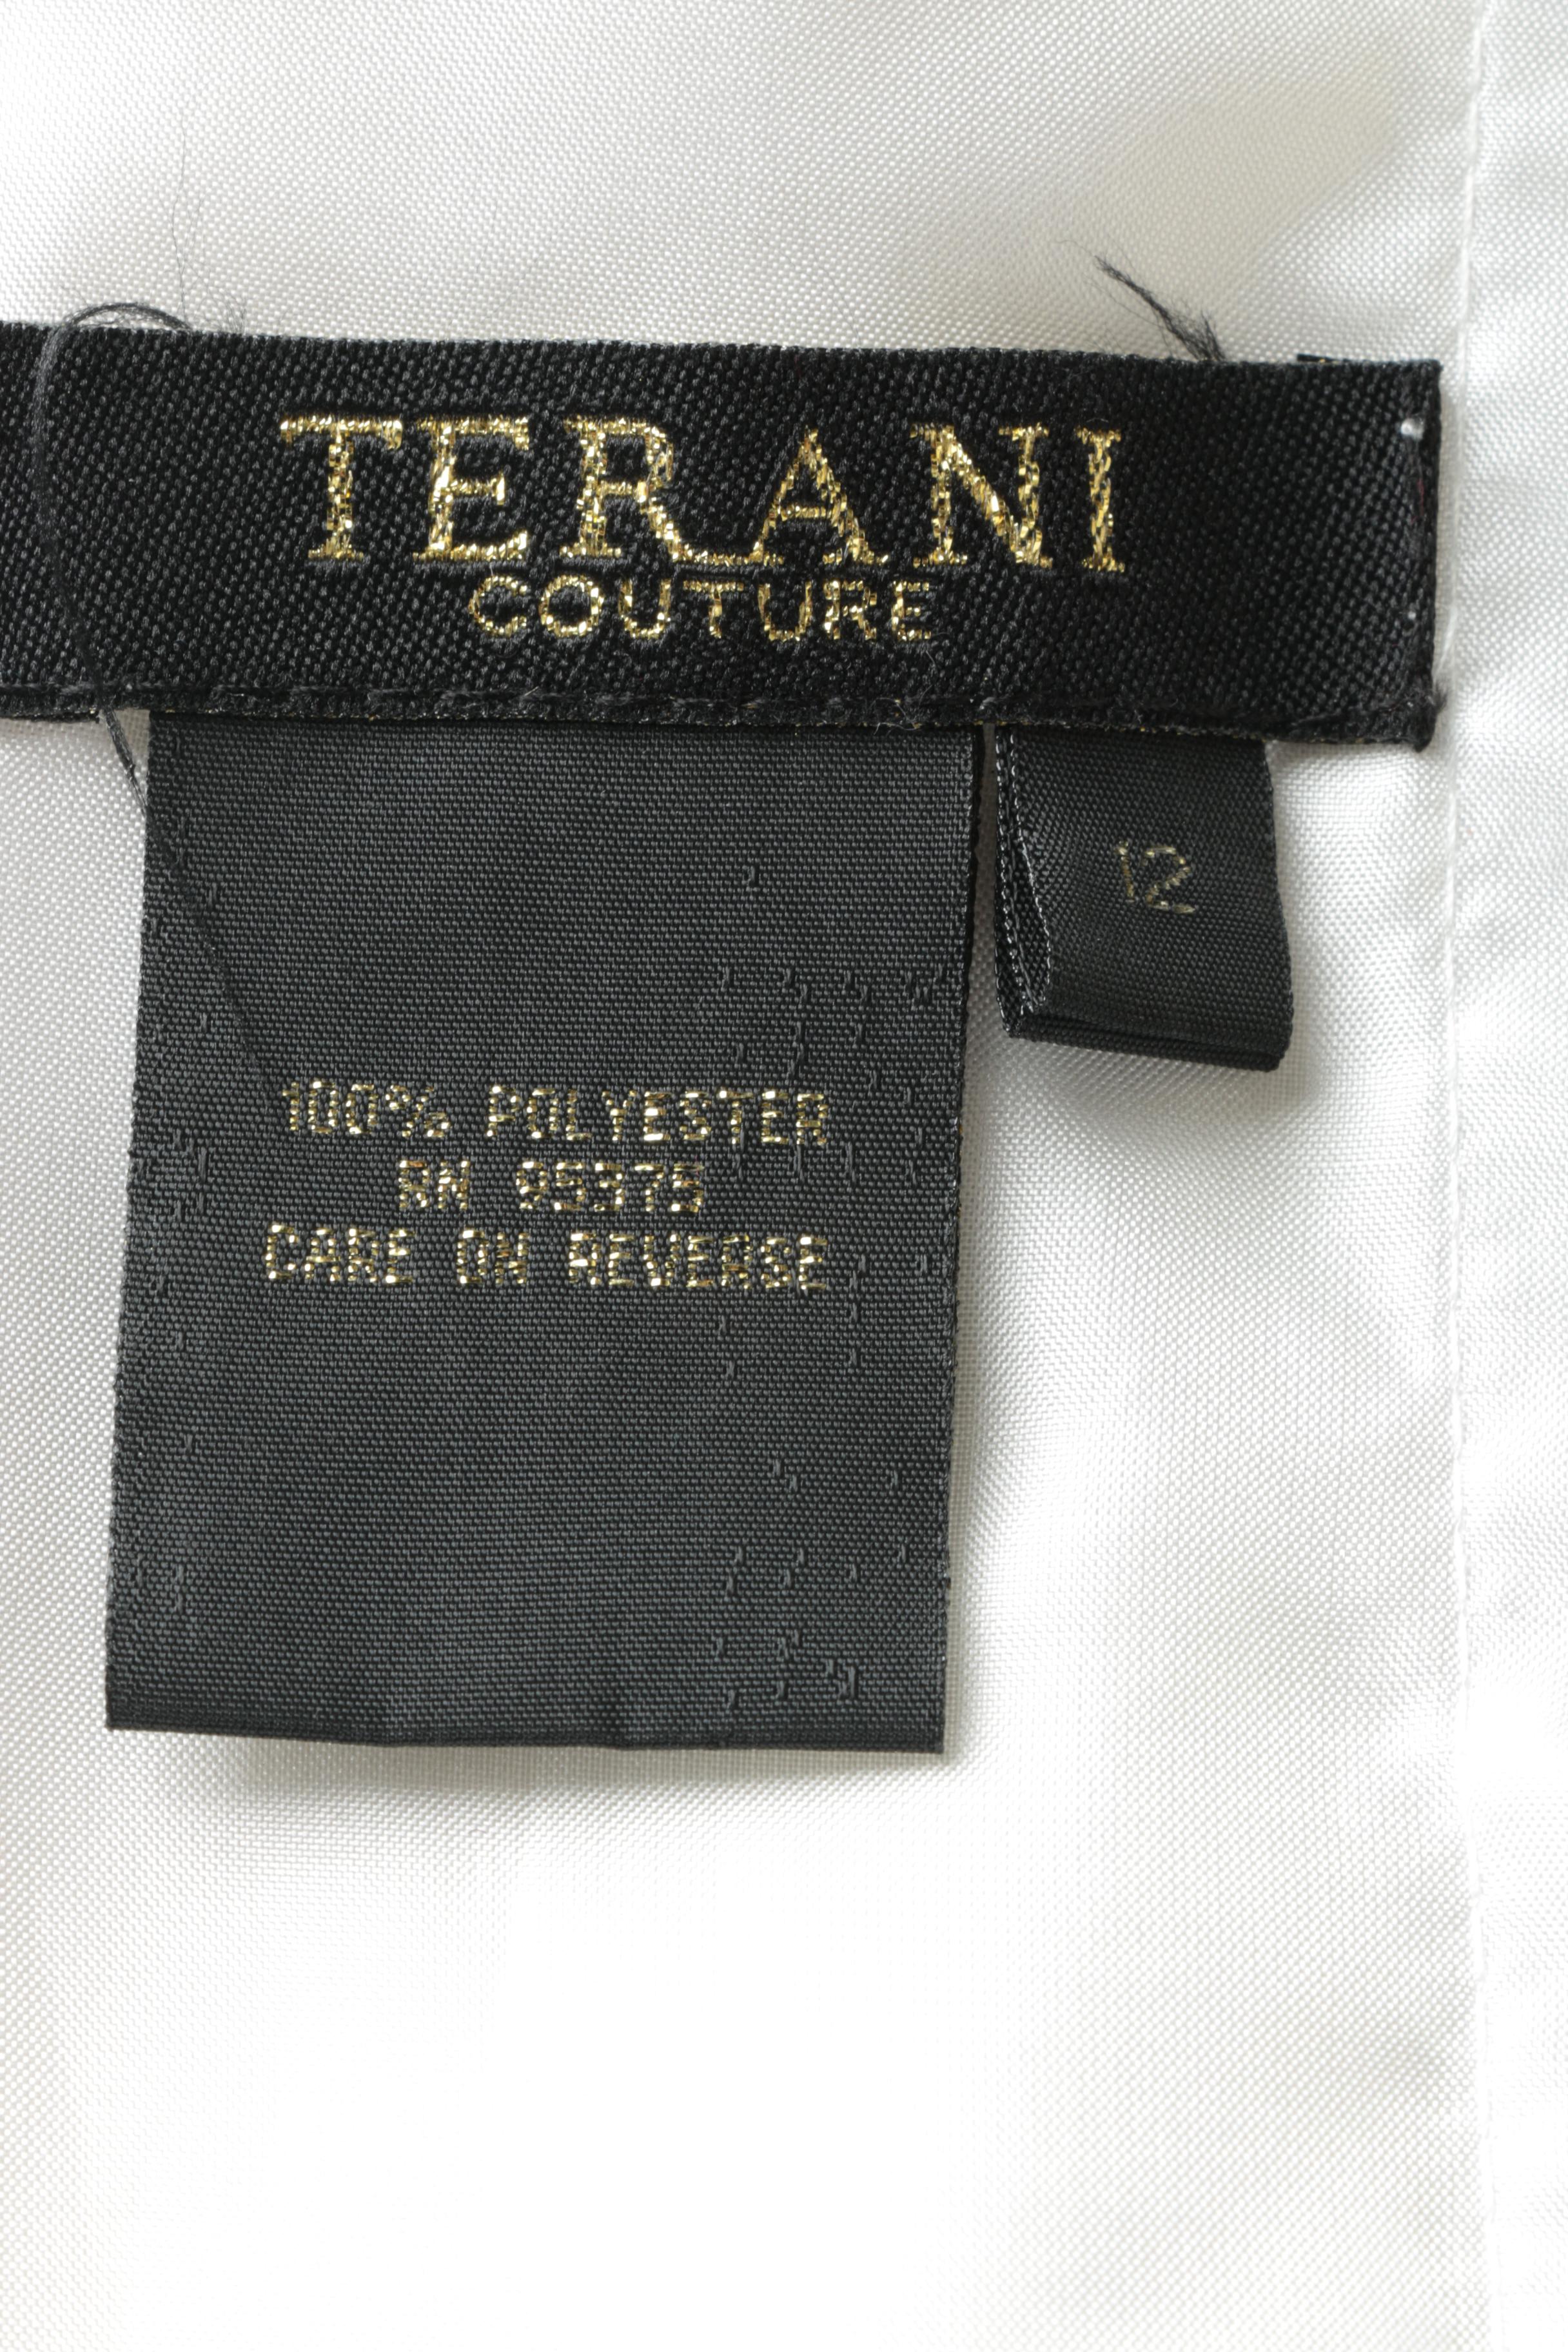 TERANI
COUTURE
12
100% POLYESTER
RN 95375
CARE ON REVERSE